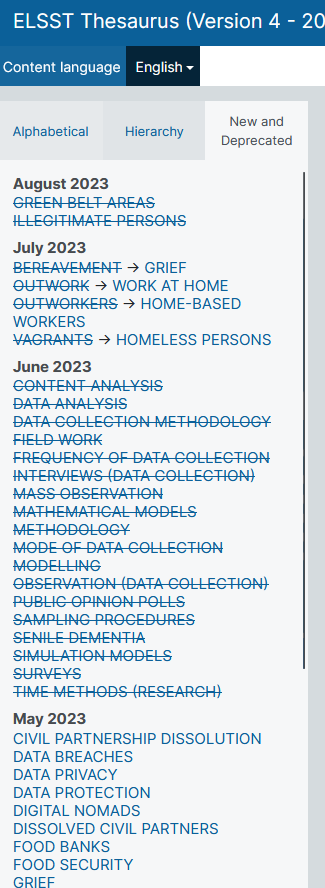 ELSST Thesaurus (Version 4 - 20
Content language English
Alphabetical
Hierarchy
New and
Deprecated
August 2023
GREEN BELT AREAS
ILLEGITIMATE PERSONS
July 2023
BEREAVEMENT → GRIEF
OUTWORK → WORK AT HOME
OUTWORKERS → HOME-BASED
WORKERS
VAGRANTS → HOMELESS PERSONS
June 2023
CONTENT ANALYSIS
DATA ANALYSIS
DATA COLLECTION METHODOLOGY
FIELD WORK
FREQUENCY OF DATA COLLECTION
INTERVIEWS (DATA COLLECTION)
MASS OBSERVATION
MATHEMATICAL MODELS
METHODOLOGY
MODE OF DATA COLLECTION
MODELLING
OBSERVATION (DATA COLLECTION)
PUBLIC OPINION POLLS
SAMPLING PROCEDURES
SENILE DEMENTIA
SIMULATION MODELS
SURVEYS
TIME METHODS (RESEARCH)
May 2023
CIVIL PARTNERSHIP DISSOLUTION
DATA BREACHES
DATA PRIVACY
DATA PROTECTION
DIGITAL NOMADS
DISSOLVED CIVIL PARTNERS
FOOD BANKS
FOOD SECURITY
GRIEF